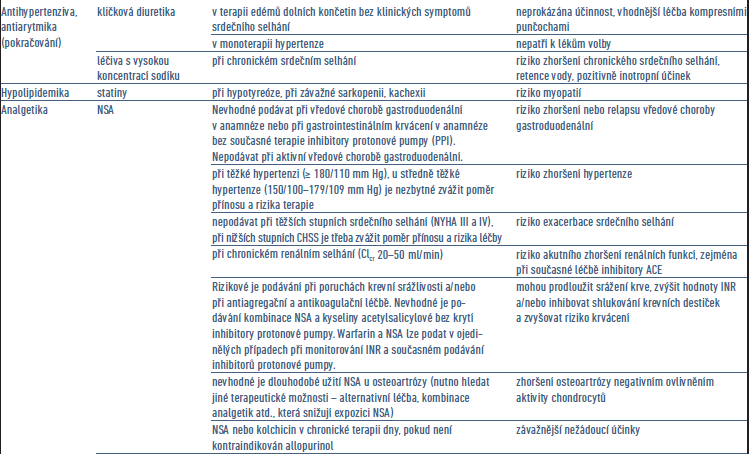 Antihypertenziva, kličková diuretika v terapii edémů dolních končetin bez klinických symptomů neprokázána účinnost, vhodnější léčba kompresními
antiarytmika srdečního selhání punčochami
(pokračování) v monoterapii hypertenze nepatří k lékům volby
léčiva s vysokou při chronickém srdečním selhání riziko zhoršení chronického srdečního selhání,
koncentrací sodíku retence vody, pozitivně inotropní účinek
Hypolipidemika statiny při hypotyreóze, při závažné sarkopenii, kachexii riziko myopatií
Analgetika NSA Nevhodné podávat při vředové chorobě gastroduodenální riziko zhoršení nebo relapsu vředové choroby
v anamnéze nebo při gastrointestinálním krvácení v anamnéze gastroduodenální
bez současné terapie inhibitory protonové pumpy (PPI).
Nepodávat při aktivní vředové chorobě gastroduodenální.
při těžké hypertenzi (≥ 180/110 mm Hg), u středně těžké riziko zhoršení hypertenze
hypertenze (150/100–179/109 mm Hg) je nezbytné zvážit poměr
přínosu a rizika terapie
nepodávat při těžších stupních srdečního selhání (NYHA III a IV), riziko exacerbace srdečního selhání
při nižších stupních CHSS je třeba zvážit poměr přínosu a rizika léčby
při chronickém renálním selhání (Cl cr 20–50 ml/min) riziko akutního zhoršení renálních funkcí, zejména
při současné léčbě inhibitory ACE
Rizikové je podávání při poruchách krevní srážlivosti a/nebo mohou prodloužit srážení krve, zvýšit hodnoty INR
při antiagregační a antikoagulační léčbě. Nevhodné je po- a/nebo inhibovat shlukování krevních destiček
dávání kombinace NSA a kyseliny acetylsalicylové bez krytí a zvyšovat riziko krvácení
inhibitory protonové pumpy. Warfarin a NSA lze podat v ojedi-
nělých případech při monitorování INR a současném podávání
inhibitorů protonové pumpy.
nevhodné je dlouhodobé užití NSA u osteoartrózy (nutno hledat zhoršení osteoartrózy negativním ovlivněním
jiné terapeutické možnosti – alternativní léčba, kombinace aktivity chondrocytů
analgetik atd., která snižují expozici NSA)
NSA nebo kolchicin v chronické terapii dny, pokud není závažnější nežádoucí účinky
kontraindikován allopurinol